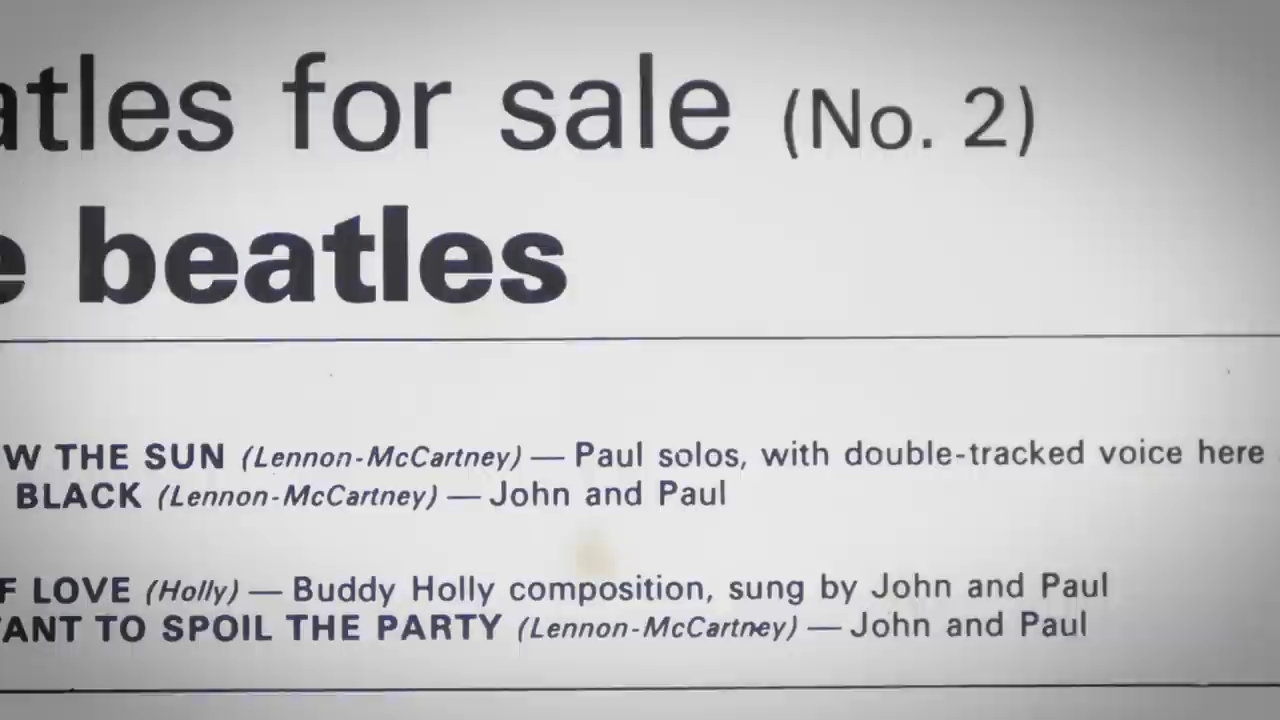 atles for sale (No. 2)
e beatles
W THE SUN (Lennon-McCartney) — Paul solos, with double-tracked voice here
BLACK (Lennon-McCartney) — John and Paul
F LOVE (Holly) — Buddy Holly composition, sung by John and Paul
ANT TO SPOIL THE PARTY (Lennon-McCartney) — John and Paul